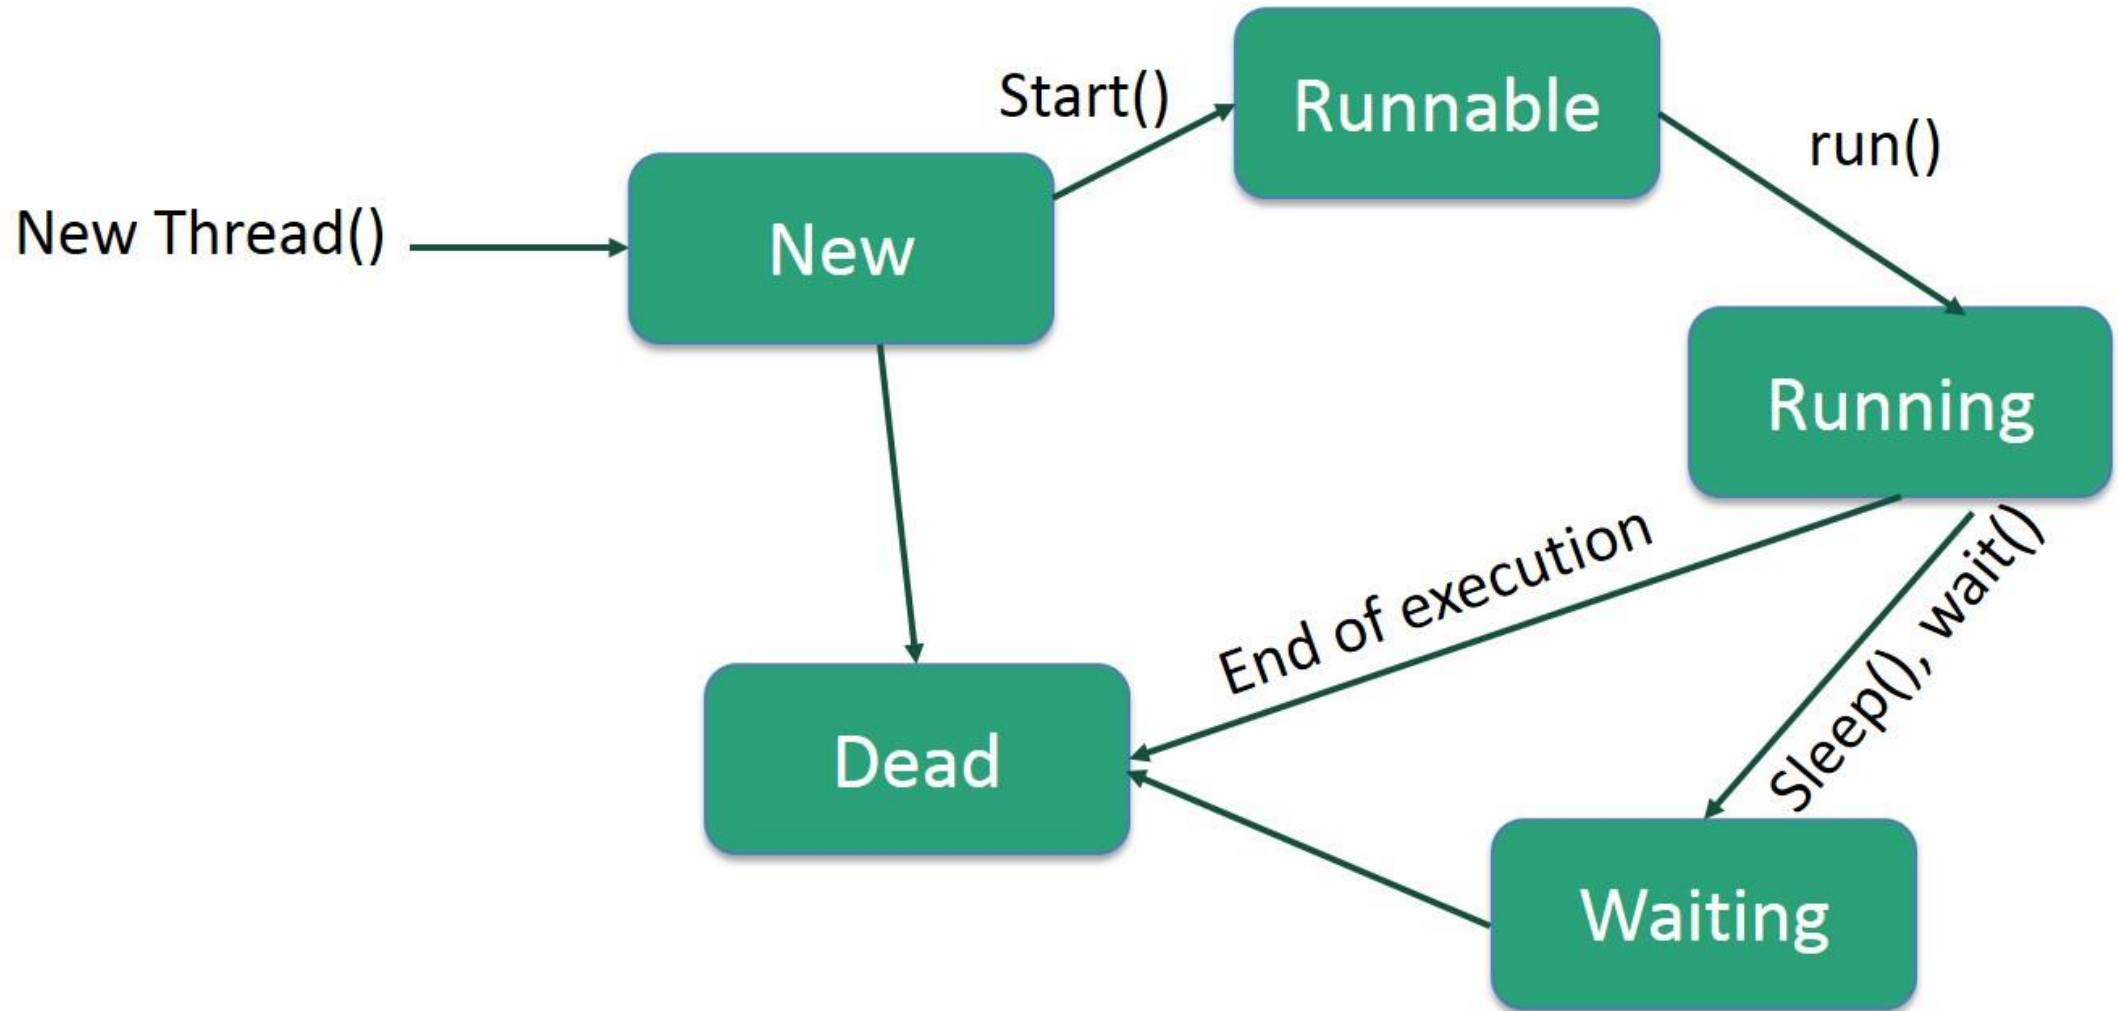 Start()
Runnable
run()
New Thread()
New
Running
End of execution
Sleep(), wait()
Dead
Waiting